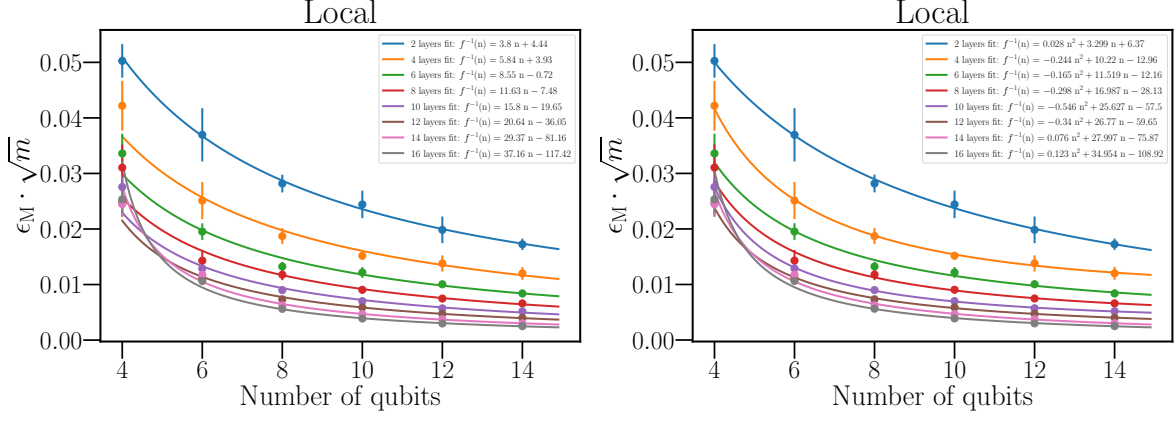 Local
ϵ_M · √m
0.05
0.04
0.03
0.02
0.01
0.00
2 layers fit: f⁻¹(n) = 3.8 n + 4.44
4 layers fit: f⁻¹(n) = 5.84 n + 3.93
6 layers fit: f⁻¹(n) = 8.55 n − 0.72
8 layers fit: f⁻¹(n) = 11.63 n − 7.48
10 layers fit: f⁻¹(n) = 15.8 n − 19.65
12 layers fit: f⁻¹(n) = 20.64 n − 36.05
14 layers fit: f⁻¹(n) = 29.37 n − 81.16
16 layers fit: f⁻¹(n) = 37.16 n − 117.42
4 6 8 10 12 14
Number of qubits
Local
ϵ_M · √m
0.05
0.04
0.03
0.02
0.01
0.00
2 layers fit: f⁻¹(n) = 0.028 n² + 3.299 n + 6.37
4 layers fit: f⁻¹(n) = −0.244 n² + 10.22 n − 12.96
6 layers fit: f⁻¹(n) = −0.165 n² + 11.519 n − 12.16
8 layers fit: f⁻¹(n) = −0.298 n² + 16.987 n − 28.13
10 layers fit: f⁻¹(n) = −0.546 n² + 25.627 n − 57.5
12 layers fit: f⁻¹(n) = −0.34 n² + 26.77 n − 59.65
14 layers fit: f⁻¹(n) = 0.076 n² + 27.997 n − 75.87
16 layers fit: f⁻¹(n) = 0.123 n² + 34.954 n − 108.92
4 6 8 10 12 14
Number of qubits